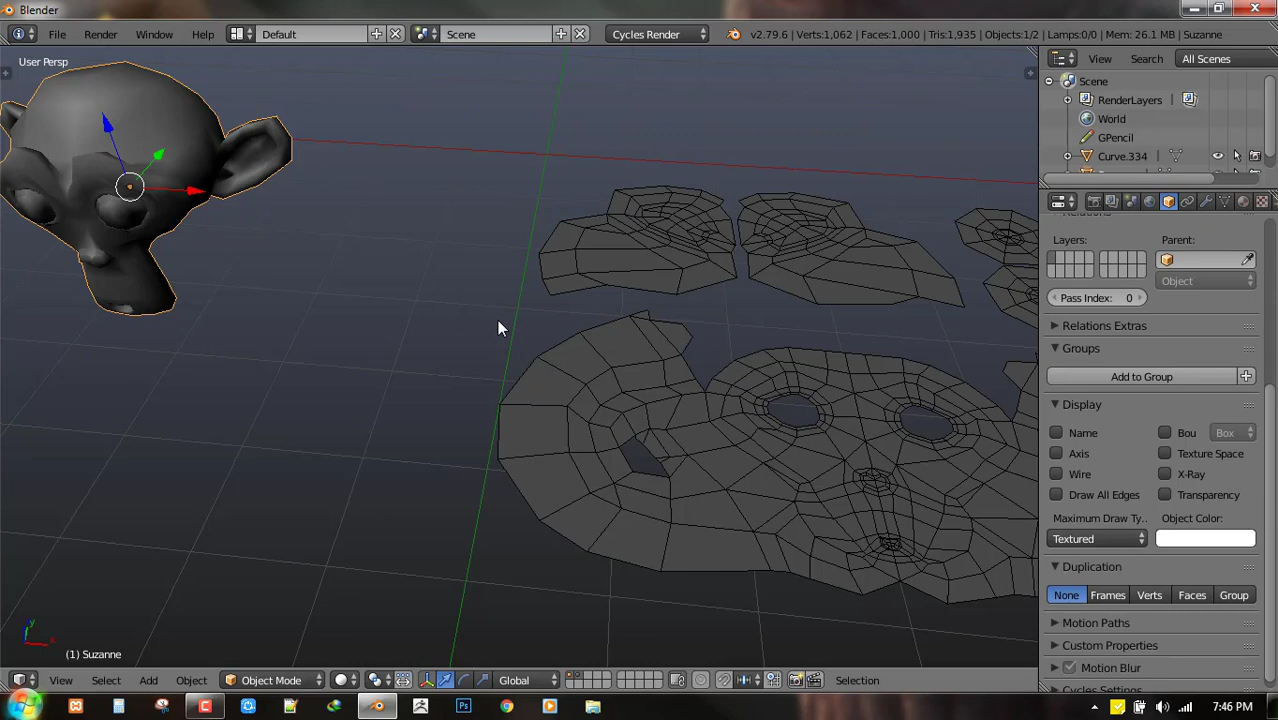 Blender
File Render Window Help Default Scene Cycles Render v2.79.6 | Verts:1,062 | Faces:1,000 | Tris:1,935 | Objects:1/2 | Lamps:0/0 | Mem: 26.1 MB | Suzanne
User Persp
View Search All Scenes
Scene
RenderLayers
World
GPencil
Curve.334
Relations
Layers: Parent:
Object
Pass Index: 0 Object
Relations Extras
Groups
Add to Group
Display
Name Bou Box
Axis Texture Space
Wire X-Ray
Draw All Edges Transparency
Maximum Draw Ty.. Object Color:
Textured
Duplication
None Frames Verts Faces Group
Motion Paths
Custom Properties
Motion Blur
Cycles Settings
y
x
(1) Suzanne
View Select Add Object Object Mode Global Selection
Ps 7:46 PM